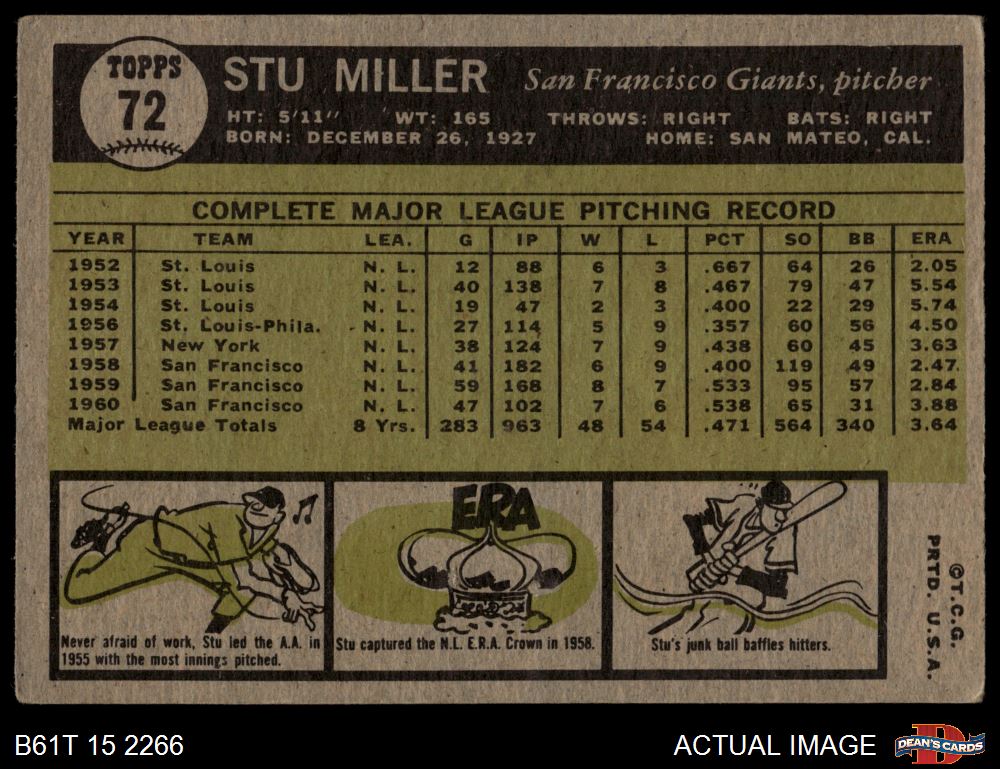 TOPPS
72
STU MILLER San Francisco Giants, pitcher
HT: 5'11" WT: 165 THROWS: RIGHT BATS: RIGHT
BORN: DECEMBER 26, 1927 HOME: SAN MATEO, CAL.
COMPLETE MAJOR LEAGUE PITCHING RECORD
YEAR TEAM LEA. G IP W L PCT SO BB ERA
1952 St. Louis N. L. 12 88 6 3 .667 64 26 2.05
1953 St. Louis N. L. 40 138 7 8 .467 79 47 5.54
1954 St. Louis N. L. 19 47 2 3 .400 22 29 5.74
1956 St. Louis-Phila. N. L. 27 114 5 9 .357 60 56 4.50
1957 New York N. L. 38 124 7 9 .438 60 45 3.63
1958 San Francisco N. L. 41 182 6 9 .400 119 49 2.47
1959 San Francisco N. L. 59 168 8 7 .533 95 57 2.84
1960 San Francisco N. L. 47 102 7 6 .538 65 31 3.88
Major League Totals 8 Yrs. 283 963 48 54 .471 564 340 3.64
Never afraid of work, Stu led the A.A. in
1955 with the most innings pitched.
ERA
Stu captured the N.L. E.R.A. Crown in 1958.
Stu's junk ball baffles hitters.
©T.C.G.
PRTD. U.S.A.
B61T 15 2266
ACTUAL IMAGE
D
DEAN'S CARDS